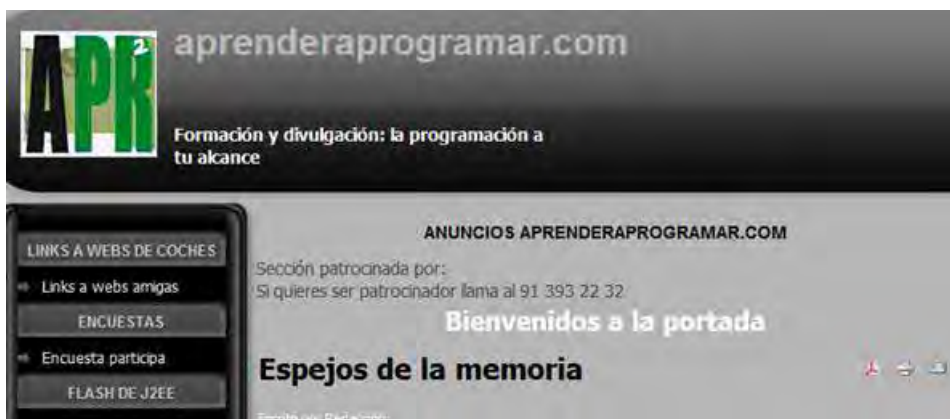 APR2
aprenderaprogramar.com
Formación y divulgación: la programación a
tu alcance
LINKS A WEBS DE COCHES
Links a webs amigas
ENCUESTAS
Encuesta participa
FLASH DE J2EE
ANUNCIOS APRENDERAPROGRAMAR.COM
Sección patrocinada por:
Si quieres ser patrocinador llama al 91 393 22 32
Bienvenidos a la portada
Espejos de la memoria